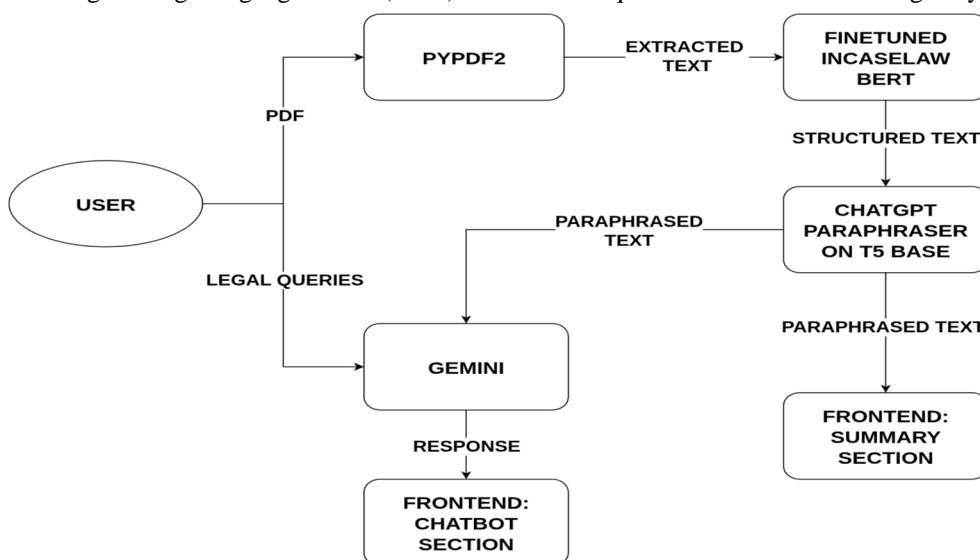 PYPDF2
EXTRACTED
TEXT
FINETUNED
INCASELAW
BERT
PDF
STRUCTURED TEXT
USER
CHATGPT
PARAPHRASER
ON T5 BASE
PARAPHRASED
TEXT
LEGAL QUERIES
PARAPHRASED TEXT
GEMINI
FRONTEND:
SUMMARY
SECTION
RESPONSE
FRONTEND:
CHATBOT
SECTION